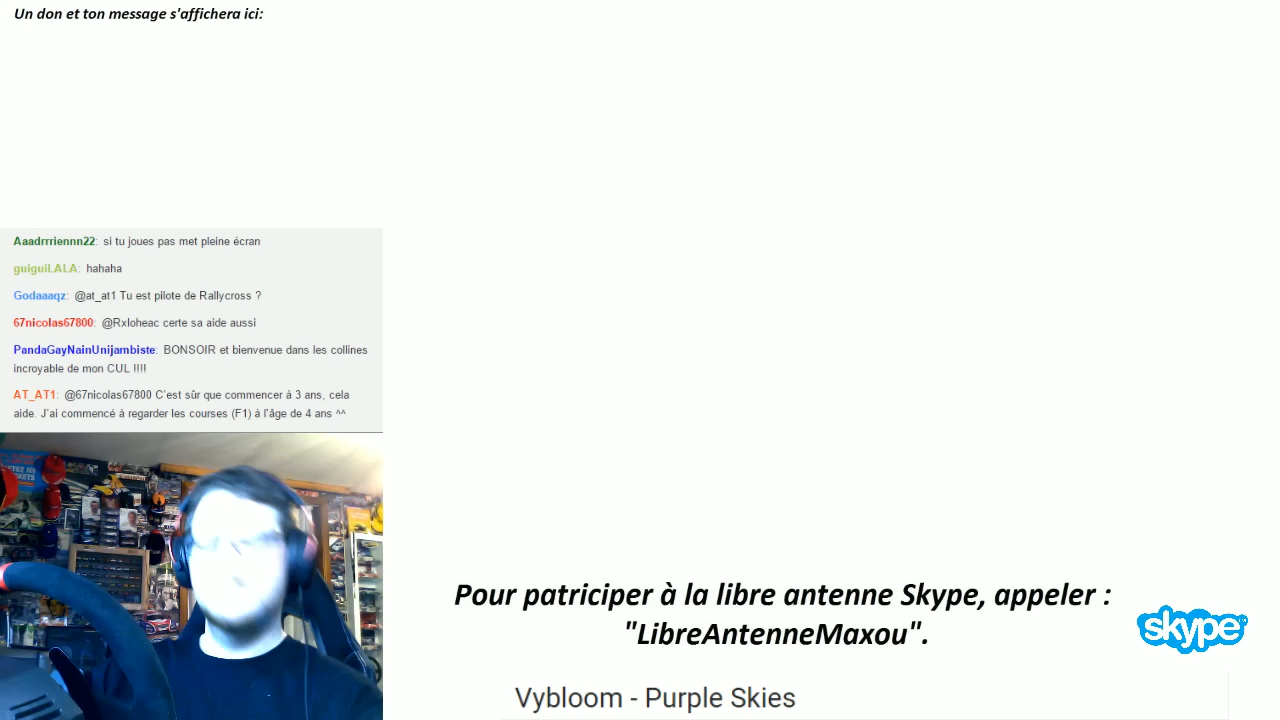 Un don et ton message s'affichera ici:
Aaadrrriennn22: si tu joues pas met pleine écran
guiguiLALA: hahaha
Godaaaqz: @at_at1 Tu est pilote de Rallycross ?
67nicolas67800: @Rxloheac certe sa aide aussi
PandaGayNainUnijambiste: BONSOIR et bienvenue dans les collines
incroyable de mon CUL !!!!
AT_AT1: @67nicolas67800 C'est sûr que commencer à 3 ans, cela
aide. J'ai commencé à regarder les courses (F1) à l'âge de 4 ans ^^
Pour patriciper à la libre antenne Skype, appeler :
"LibreAntenneMaxou".
skype
Vybloom - Purple Skies